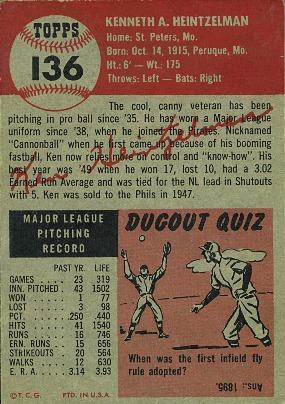 TOPPS
136
KENNETH A. HEINTZELMAN
Home: St. Peters, Mo.
Born: Oct. 14, 1915, Peruque, Mo.
Ht.: 6' - Wt.: 175
Throws: Left - Bats: Right
The cool, canny veteran has been
pitching in pro ball since '35. He has worn a Major League
uniform since '38, when he joined the Pirates. Nicknamed
"Cannonball" when he first came up because of his booming
fastball, Ken now relies more on control and "know-how". His
best year was '49 when he won 17, lost 10, had a 3.02
Earned Run Average and was tied for the NL lead in Shutouts
with 5. Ken was sold to the Phils in 1947.
Ken Heintzelman
MAJOR LEAGUE
PITCHING
RECORD
PAST YR. LIFE
GAMES 23 319
INN. PITCHED 43 1502
WON 1 77
LOST 3 98
PCT. .250 .440
HITS 41 1540
RUNS 16 746
ERN. RUNS 15 656
STRIKEOUTS 20 564
WALKS 12 630
E. R. A. 3.14 3.93
©T.C.G. PTD. IN U.S.A.
DUGOUT QUIZ
When was the first infield fly
rule adopted?
Ans.: 1895.